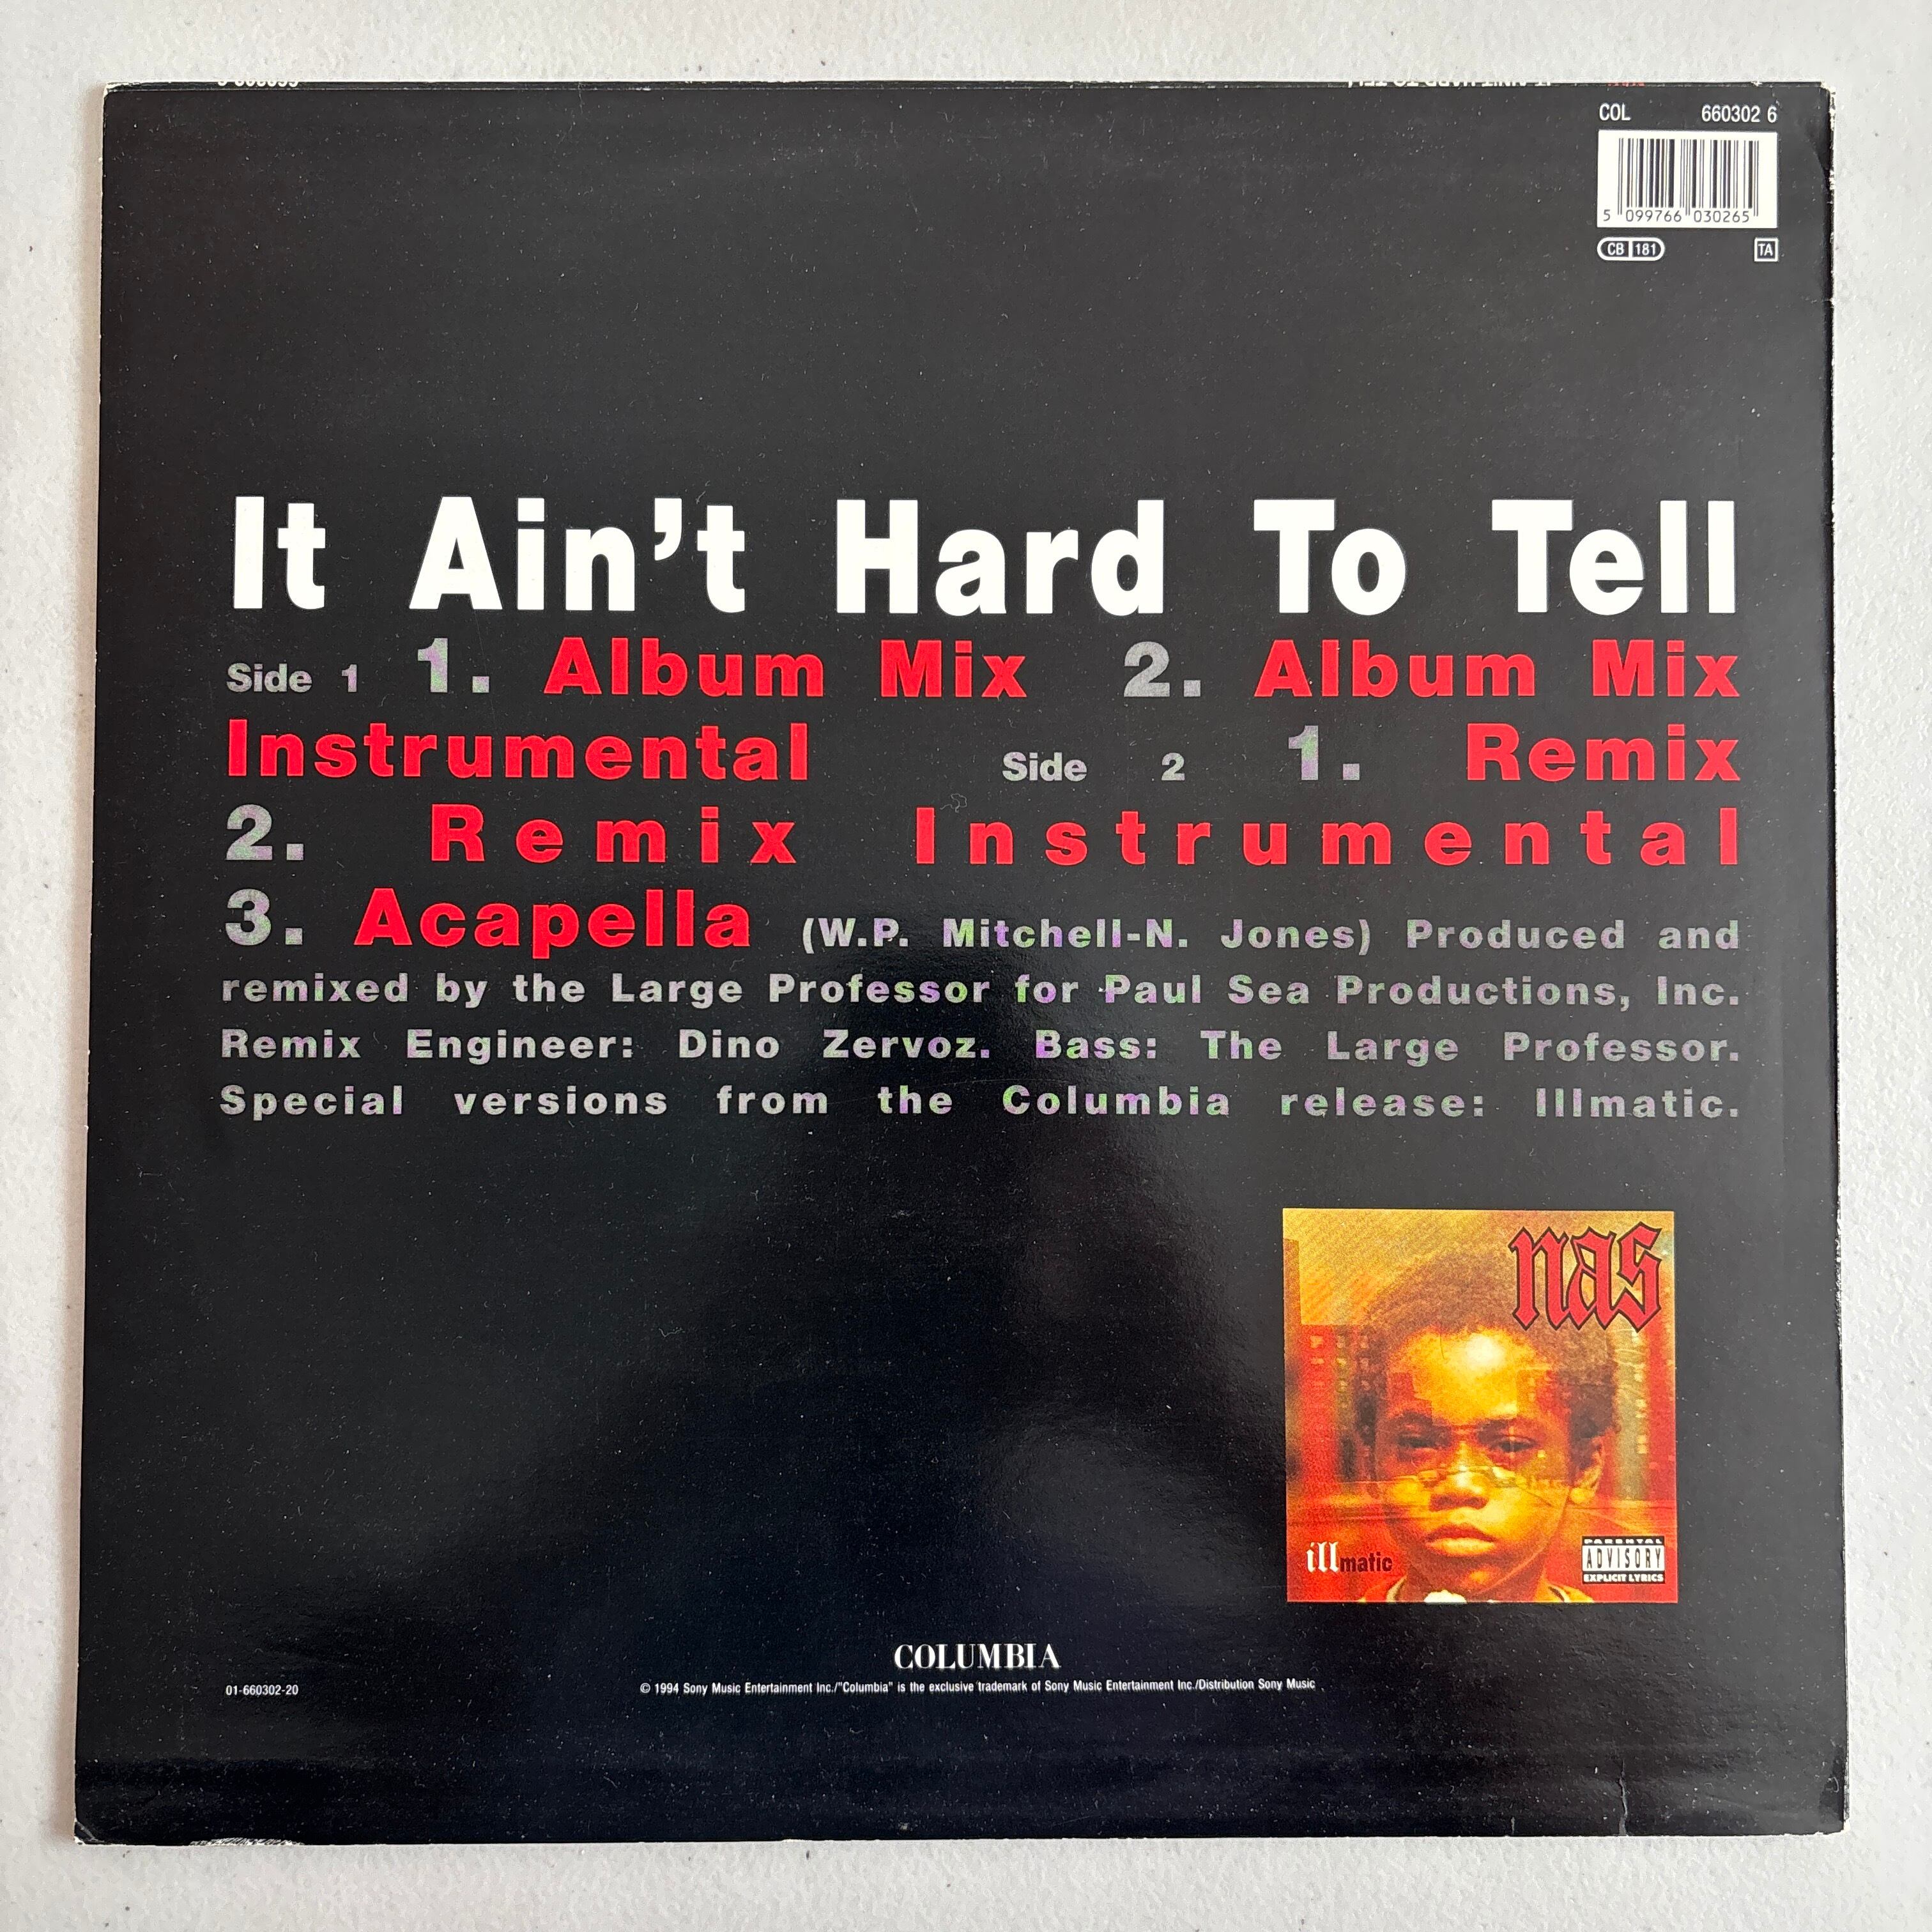 COL 660302 6
5 099766 030265
CB 181 TA
It Ain't Hard To Tell
Side 1 1. Album Mix 2. Album Mix
Instrumental Side 2 1. Remix
2. Remix Instrumental
3. Acapella (W.P. Mitchell-N. Jones) Produced and
remixed by the Large Professor for Paul Sea Productions, Inc.
Remix Engineer: Dino Zervoz. Bass: The Large Professor.
Special versions from the Columbia release: Illmatic.
nas
illmatic
PARENTAL
ADVISORY
EXPLICIT LYRICS
COLUMBIA
01-660302-20
© 1994 Sony Music Entertainment Inc./"Columbia" is the exclusive trademark of Sony Music Entertainment Inc./Distribution Sony Music